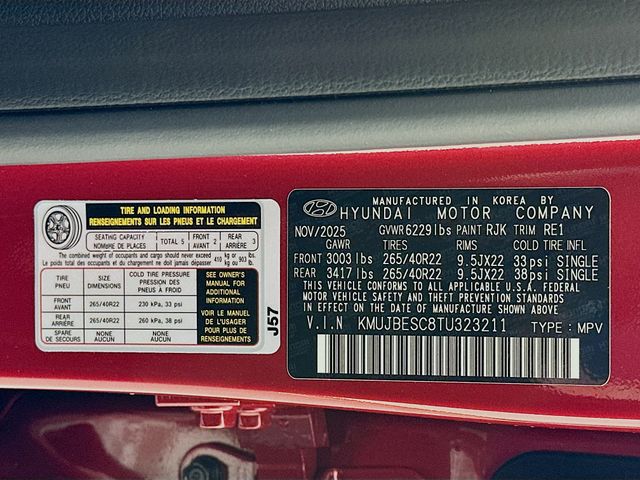 TIRE AND LOADING INFORMATION
RENSEIGNEMENTS SUR LES PNEUS ET LE CHARGEMENT
SEATING CAPACITY
NOMBRE DE PLACES
TOTAL 5
FRONT
AVANT
2
REAR
ARRIÈRE
3
The combined weight of occupants and cargo should never exceed
Le poids total des occupants et du chargement ne doit jamais dépasser
410 kg or ou 903 lbs.
TIRE
PNEU
SIZE
DIMENSIONS
COLD TIRE PRESSURE
PRESSION DES
PNEUS À FROID
FRONT
AVANT
265/40R22
230 kPa, 33 psi
REAR
ARRIÈRE
265/40R22
260 kPa, 38 psi
SPARE
DE SECOURS
NONE
AUCUN
NONE
AUCUN
SEE OWNER'S
MANUAL FOR
ADDITIONAL
INFORMATION
VOIR LE MANUEL
DE L'USAGER
POUR PLUS DE
RENSEIGNEMENTS
J57
MANUFACTURED IN KOREA BY
HYUNDAI MOTOR COMPANY
NOV/2025 GVWR 6229lbs PAINT RJK TRIM RE1
GAWR TIRES RIMS COLD TIRE INFL
FRONT 3003 lbs 265/40R22 9.5JX22 33 psi SINGLE
REAR 3417 lbs 265/40R22 9.5JX22 38 psi SINGLE
THIS VEHICLE CONFORMS TO ALL APPLICABLE U.S.A. FEDERAL
MOTOR VEHICLE SAFETY AND THEFT PREVENTION STANDARDS
IN EFFECT ON THE DATE OF MANUFACTURE SHOWN ABOVE.
V.I.N KMUJBESC8TU323211 TYPE : MPV